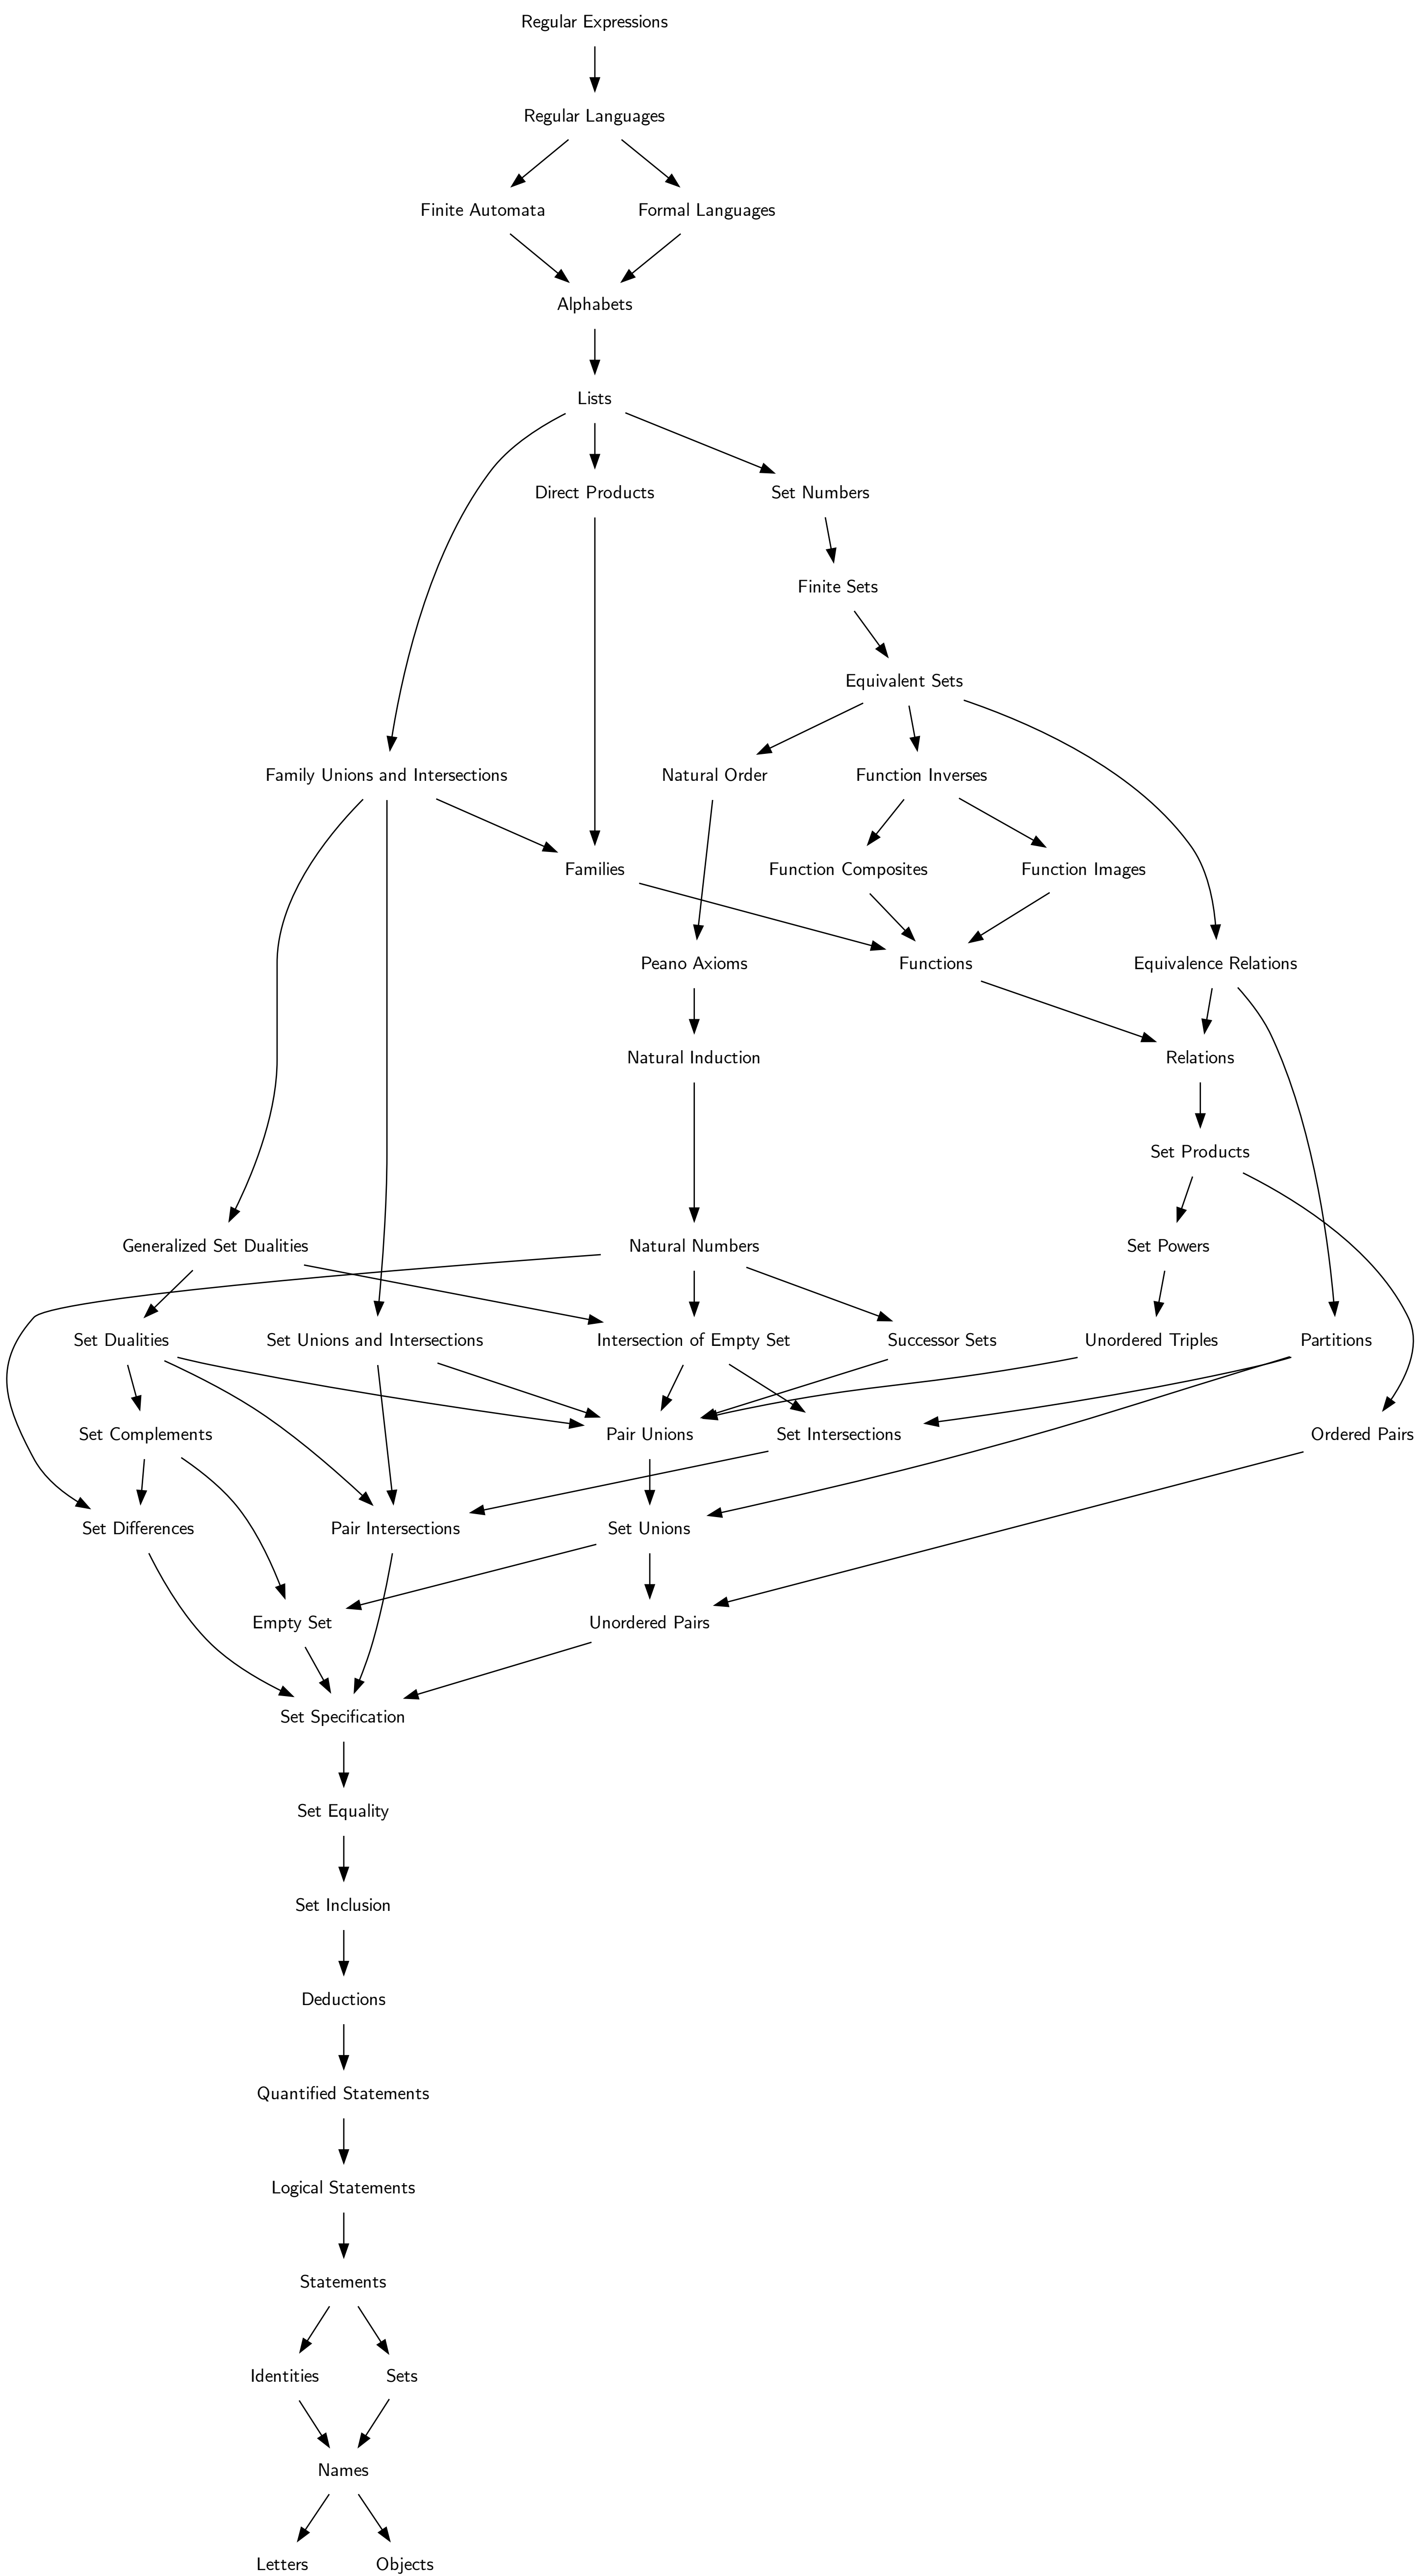 Regular Expressions
Regular Languages
Finite Automata
Formal Languages
Alphabets
Lists
Direct Products
Set Numbers
Finite Sets
Equivalent Sets
Family Unions and Intersections
Natural Order
Function Inverses
Families
Function Composites
Function Images
Peano Axioms
Functions
Equivalence Relations
Natural Induction
Relations
Set Products
Generalized Set Dualities
Natural Numbers
Set Powers
Set Dualities
Set Unions and Intersections
Intersection of Empty Set
Successor Sets
Unordered Triples
Partitions
Set Complements
Pair Unions
Set Intersections
Ordered Pairs
Set Differences
Pair Intersections
Set Unions
Empty Set
Unordered Pairs
Set Specification
Set Equality
Set Inclusion
Deductions
Quantified Statements
Logical Statements
Statements
Identities
Sets
Names
Letters
Objects